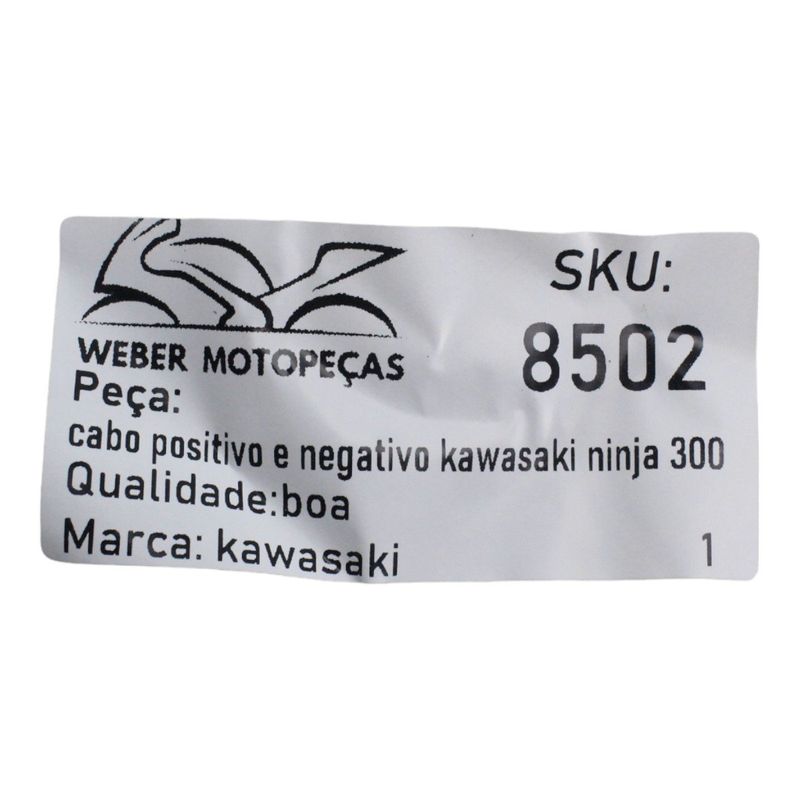 WEBER MOTOPEÇAS
SKU:
8502
Peça:
cabo positivo e negativo kawasaki ninja 300
Qualidade:boa
Marca: kawasaki
1